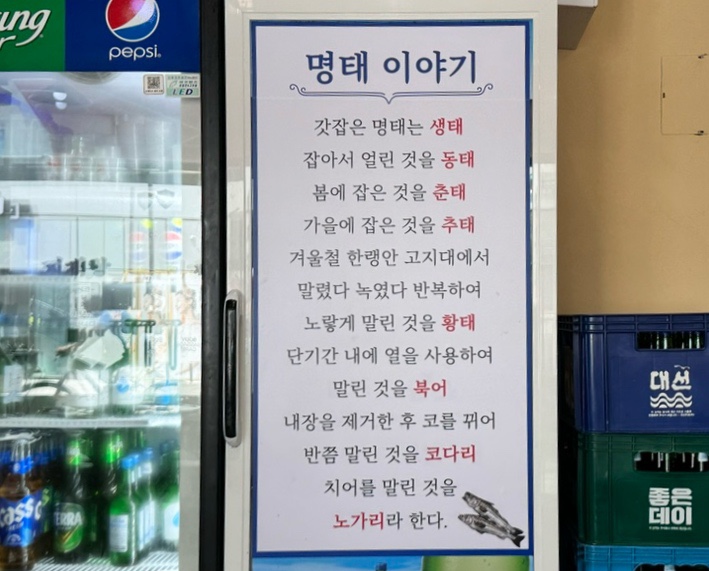 pepsi.
LED
명태 이야기
갓잡은 명태는 생태
잡아서 얼린 것을 동태
봄에 잡은 것을 춘태
가을에 잡은 것을 추태
겨울철 한랭안 고지대에서
말렸다 녹였다 반복하여
노랗게 말린 것을 황태
단기간 내에 열을 사용하여
말린 것을 북어
내장을 제거한 후 코를 뀌어
반쯤 말린 것을 코다리
치어를 말린 것을
노가리라 한다.
대선
좋은
데이
TERRA